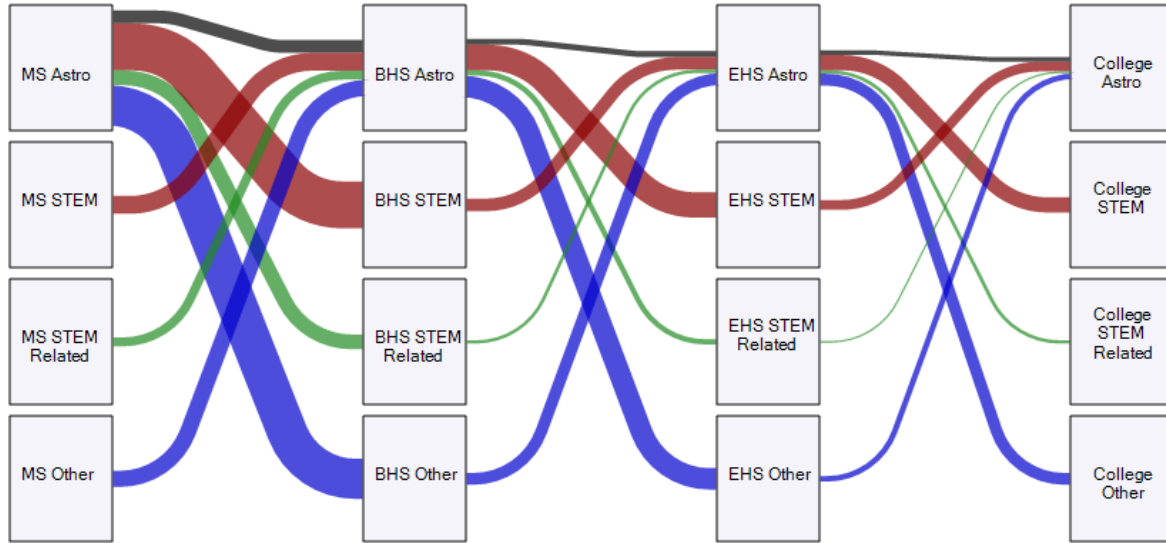 MS Astro
BHS Astro
EHS Astro
College
Astro
MS STEM
BHS STEM
EHS STEM
College
STEM
MS STEM
Related
BHS STEM
Related
EHS STEM
Related
College
STEM
Related
MS Other
BHS Other
EHS Other
College
Other